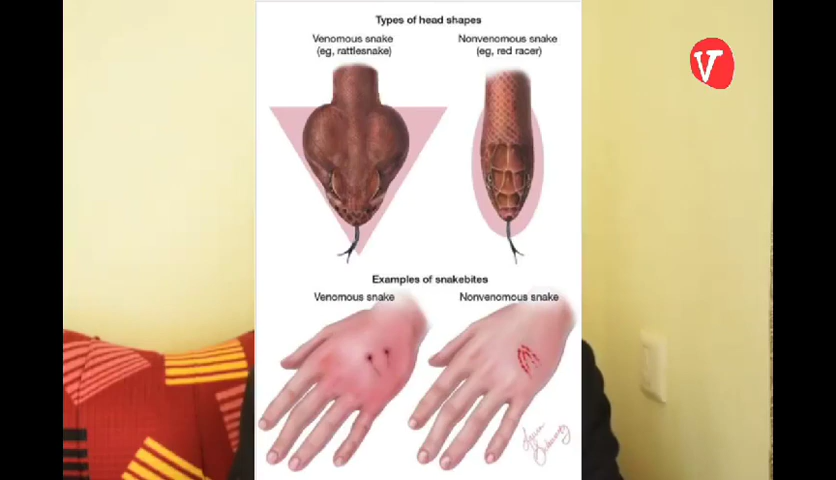 Types of head shapes
Venomous snake
(eg, rattlesnake)
Nonvenomous snake
(eg, red racer)
V
Examples of snakebites
Venomous snake
Nonvenomous snake